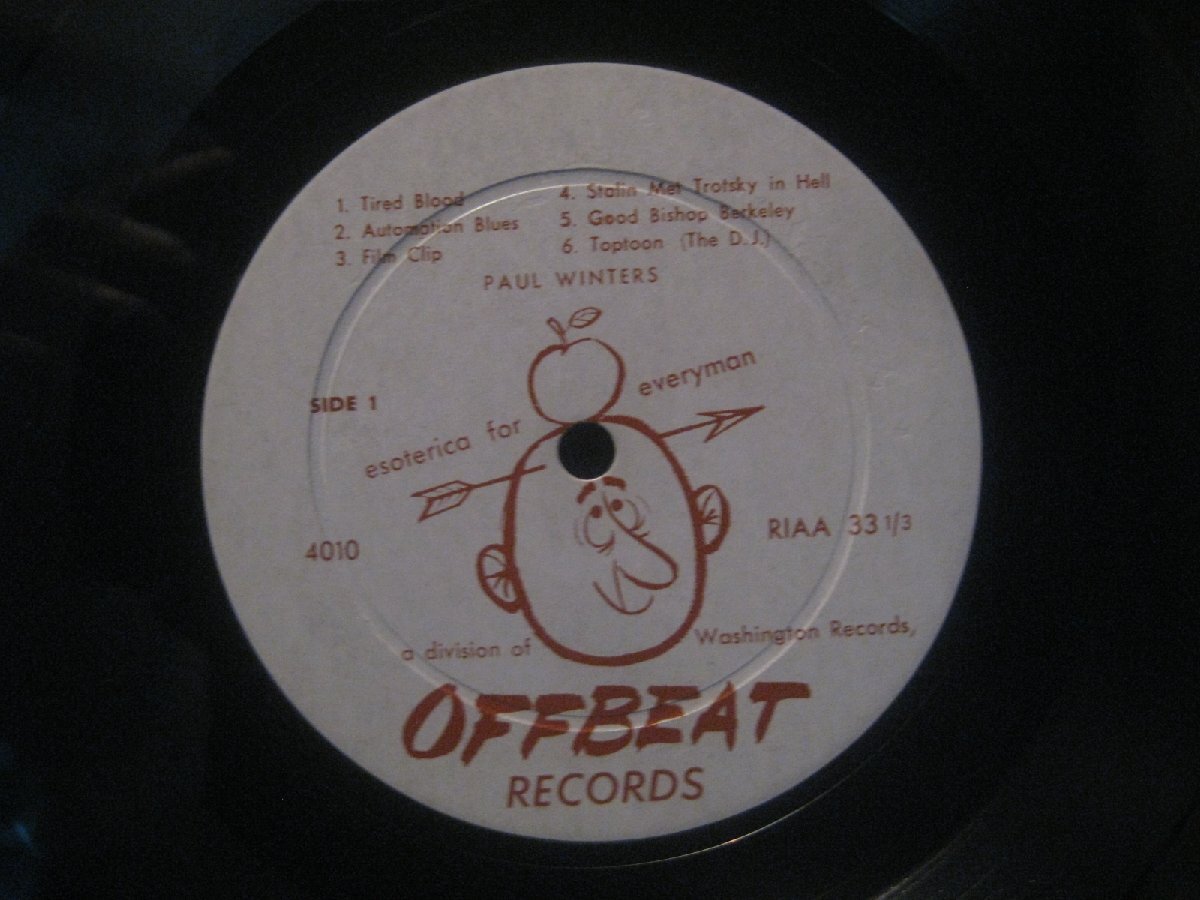 1. Tired Blood
2. Automation Blues
3. Film Clip
4. Stalin Met Trotsky in Hell
5. Good Bishop Berkeley
6. Toptoon (The D.J.)
PAUL WINTERS
SIDE 1
esoterica for everyman
4010
RIAA 33 1/3
a division of Washington Records,
OFFBEAT
RECORDS